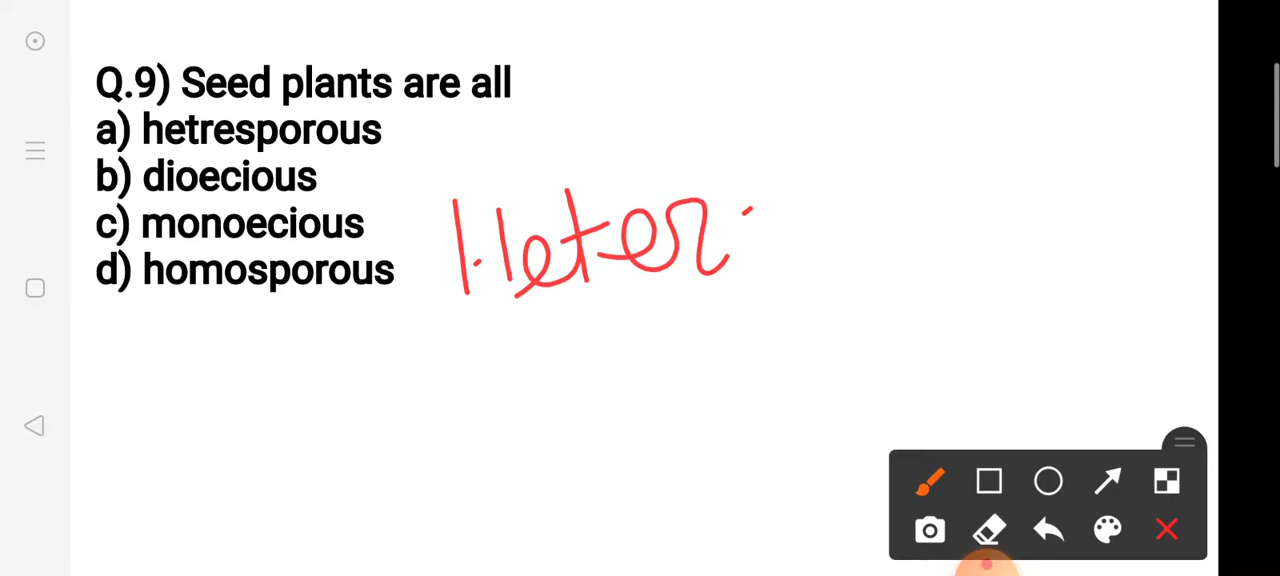 Q.9) Seed plants are all
a) hetresporous
b) dioecious
c) monoecious
d) homosporous
Heter